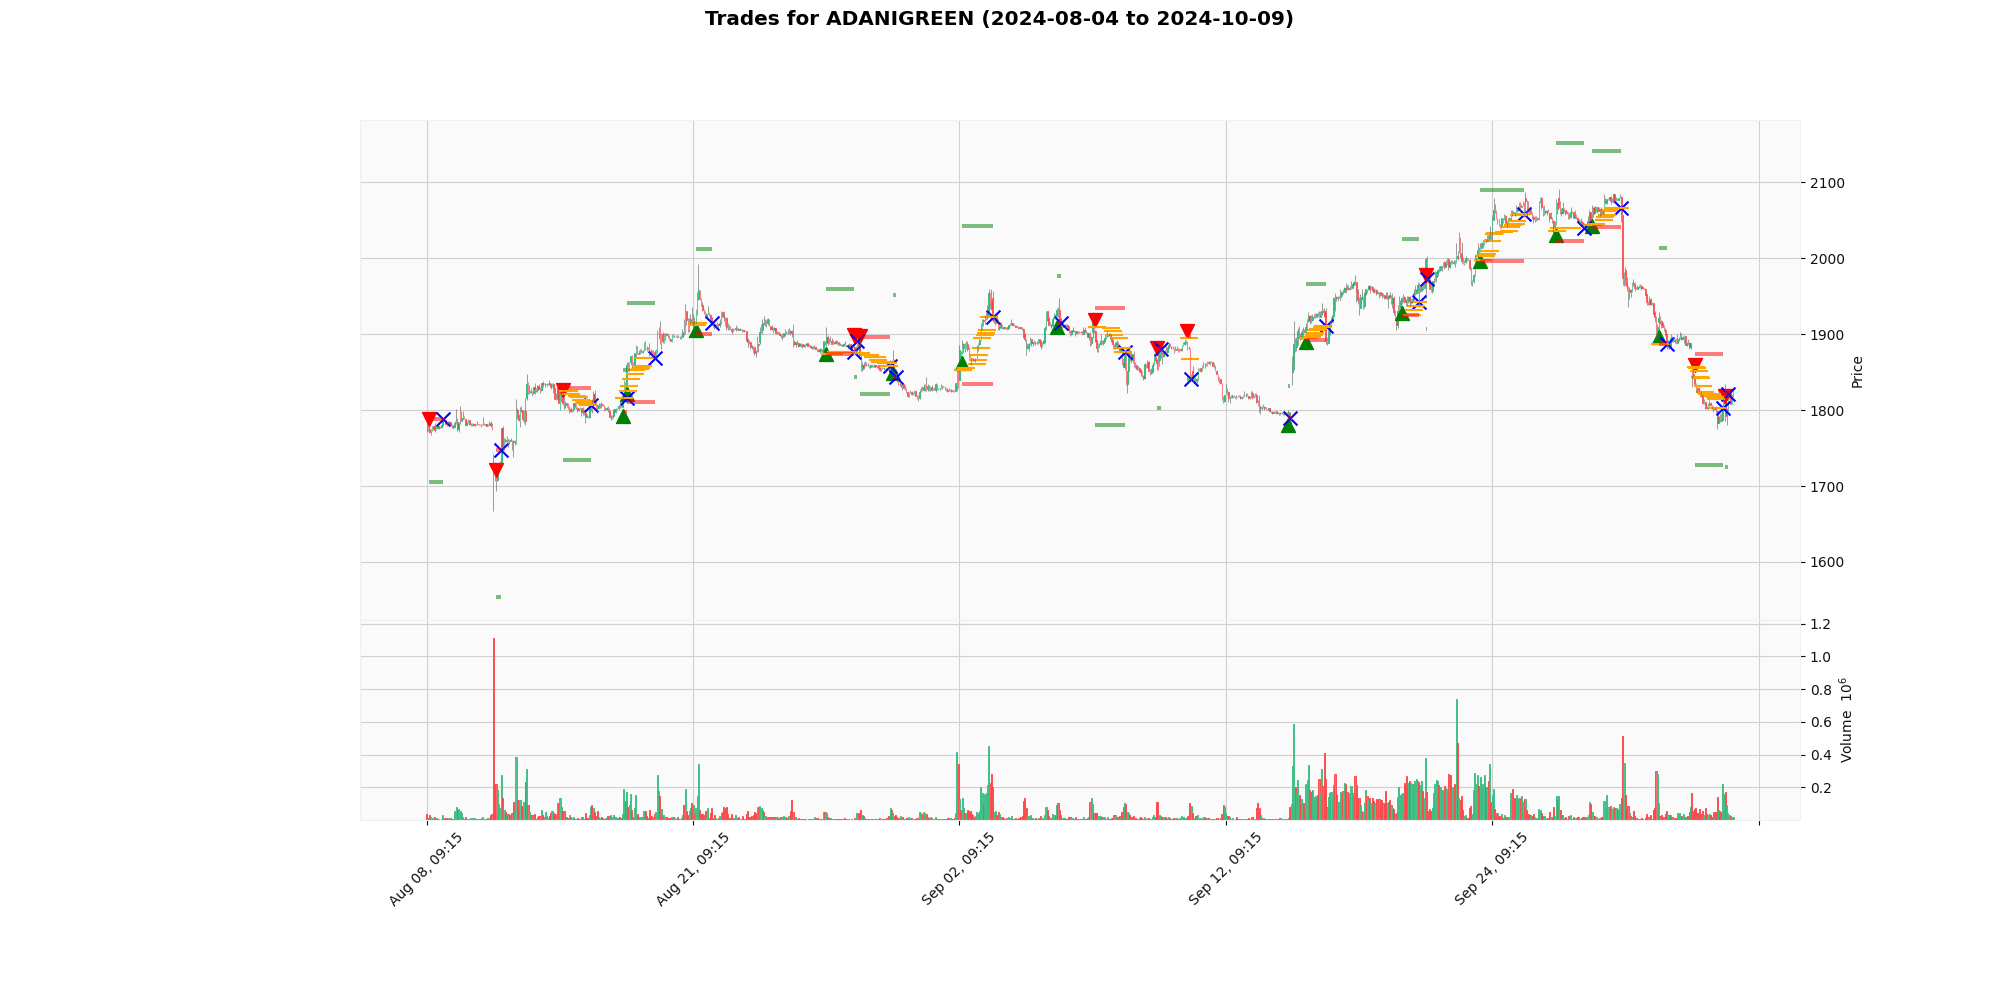 Trades for ADANIGREEN (2024-08-04 to 2024-10-09)
2100
2000
1900
1800
1700
1600
Price
1.2
1.0
0.8
0.6
0.4
0.2
Volume 10^6
Aug 08, 09:15
Aug 21, 09:15
Sep 02, 09:15
Sep 12, 09:15
Sep 24, 09:15